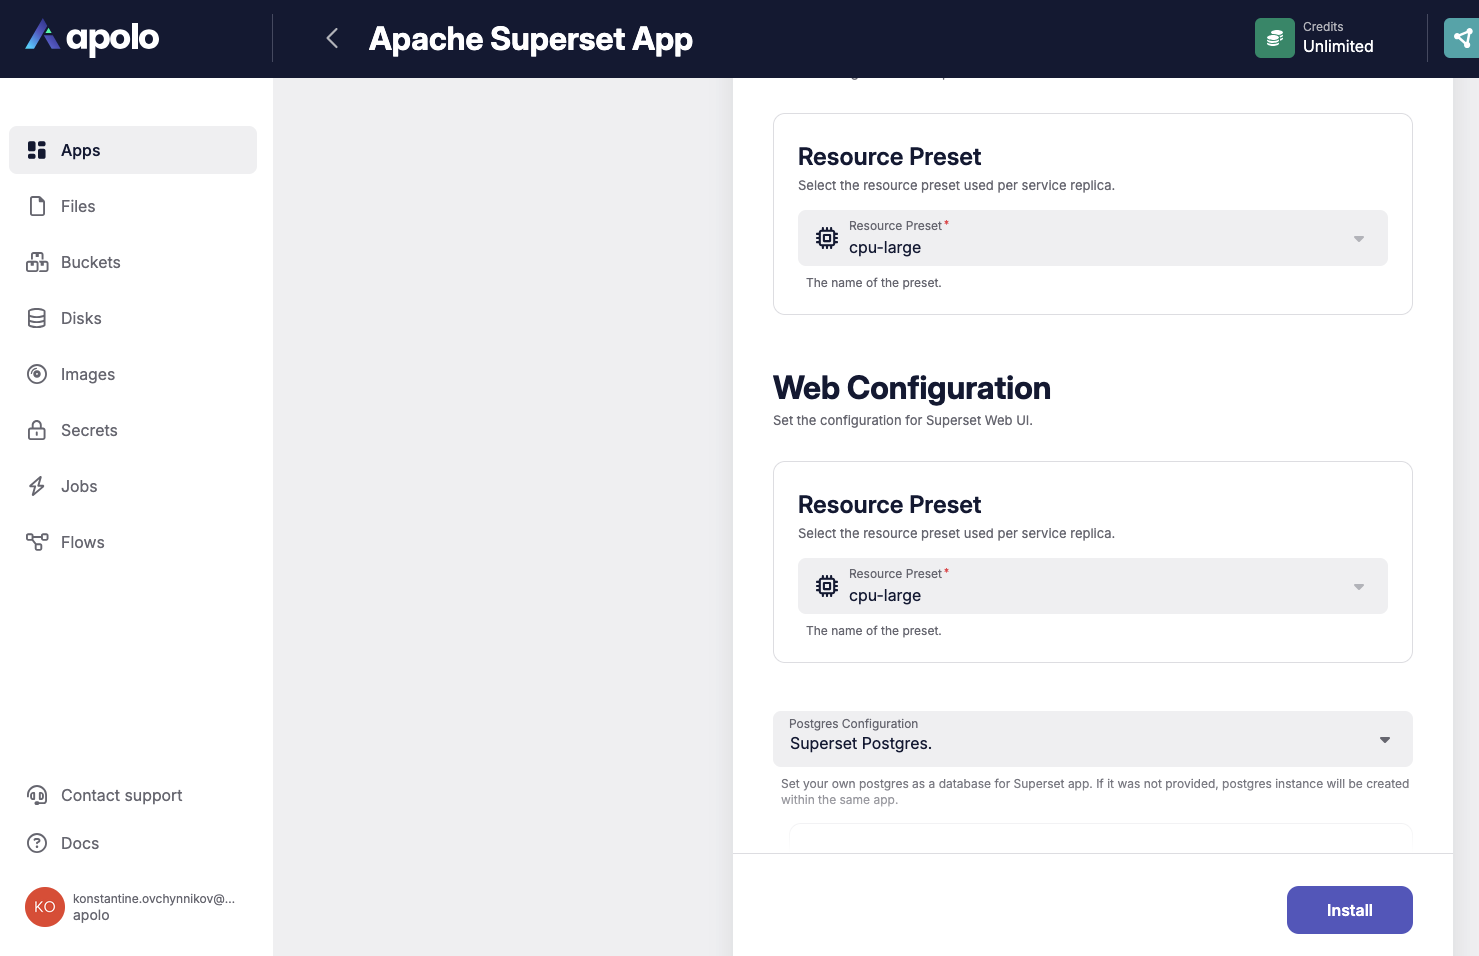 apolo
Apache Superset App
Credits
Unlimited
Apps
Files
Buckets
Disks
Images
Secrets
Jobs
Flows
Contact support
Docs
KO
konstantine.ovchynnikov@...
apolo
Resource Preset
Select the resource preset used per service replica.
Resource Preset*
cpu-large
The name of the preset.
Web Configuration
Set the configuration for Superset Web UI.
Resource Preset
Select the resource preset used per service replica.
Resource Preset*
cpu-large
The name of the preset.
Postgres Configuration
Superset Postgres.
Set your own postgres as a database for Superset app. If it was not provided, postgres instance will be created
within the same app.
Install